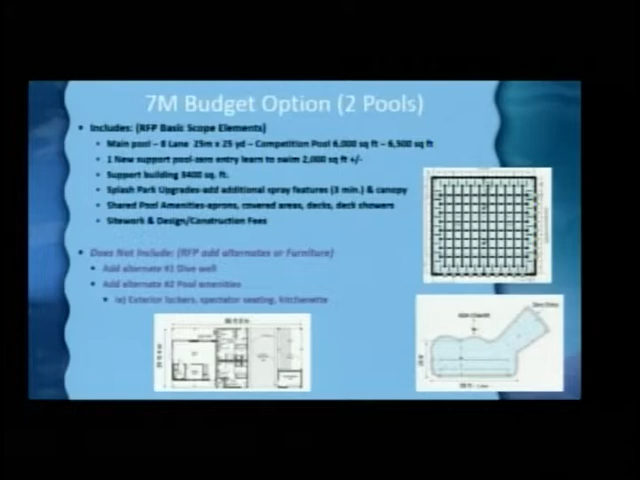 7M Budget Option (2 Pools)
Includes: (RFP Basic Scope Elements)
Main pool – 8 Lane 25m x 25 yd – Competition Pool 6,000 sq ft – 6,500 sq ft
1 New support pool-zero entry learn to swim 2,000 sq ft +/-
Support building 3400 sq. ft.
Splash Park Upgrades-add additional spray features (3 min.) & canopy
Shared Pool Amenities-aprons, covered areas, decks, deck showers
Sitework & Design/Construction Fees
Does Not Include: (RFP add alternates or Furniture)
Add alternate #1 Dive well
Add alternate #2 Pool amenities
ie) Exterior lockers, spectator seating, kitchenette